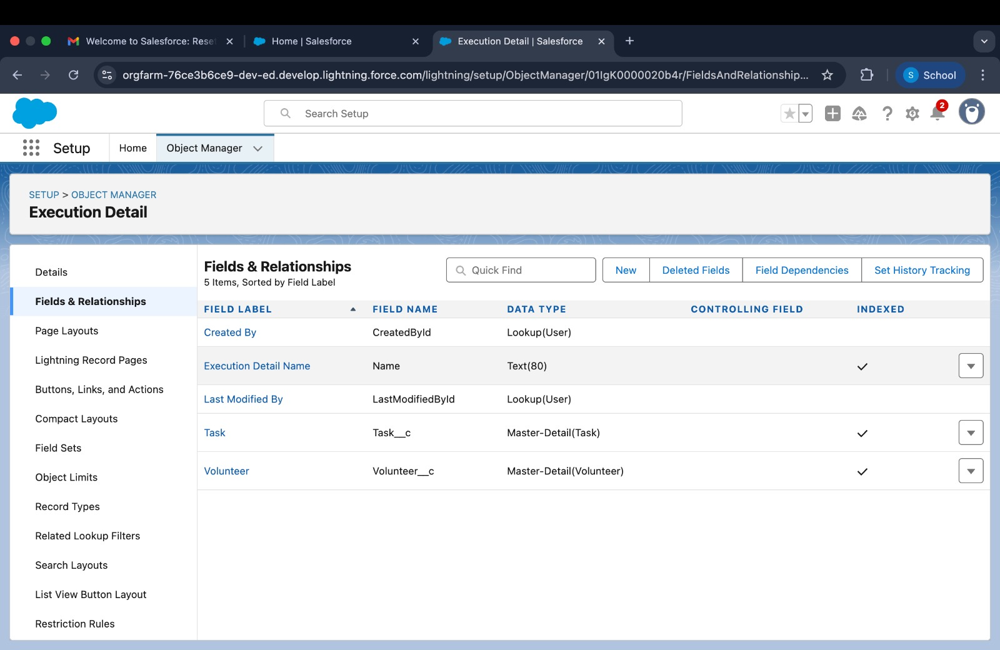 Welcome to Salesforce: Rese
Home | Salesforce
Execution Detail | Salesforce
orgfarm-76ce3b6ce9-dev-ed.develop.lightning.force.com/lightning/setup/ObjectManager/01IgK0000020b4r/FieldsAndRelationship...
S School
Search Setup
2
Setup
Home
Object Manager
SETUP > OBJECT MANAGER
Execution Detail
Details
Fields & Relationships
Page Layouts
Lightning Record Pages
Buttons, Links, and Actions
Compact Layouts
Field Sets
Object Limits
Record Types
Related Lookup Filters
Search Layouts
List View Button Layout
Restriction Rules
Fields & Relationships
5 Items, Sorted by Field Label
Quick Find
New
Deleted Fields
Field Dependencies
Set History Tracking
FIELD LABEL FIELD NAME DATA TYPE CONTROLLING FIELD INDEXED
Created By CreatedById Lookup(User)
Execution Detail Name Name Text(80)
Last Modified By LastModifiedById Lookup(User)
Task Task__c Master-Detail(Task)
Volunteer Volunteer__c Master-Detail(Volunteer)